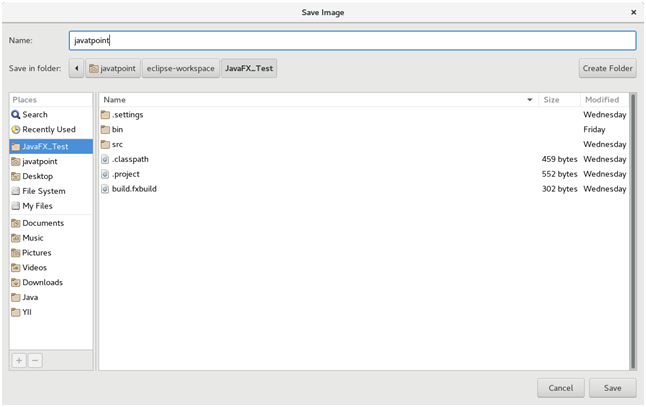 Save Image
Name: javatpoint
Save in folder: javatpoint eclipse-workspace JavaFX_Test Create Folder
Places
Search
Recently Used
JavaFX_Test
javatpoint
Desktop
File System
My Files
Documents
Music
Pictures
Videos
Downloads
Java
YII
Name Size Modified
.settings Wednesday
bin Friday
src Wednesday
.classpath 459 bytes Wednesday
.project 552 bytes Wednesday
build.fxbuild 302 bytes Wednesday
Cancel Save